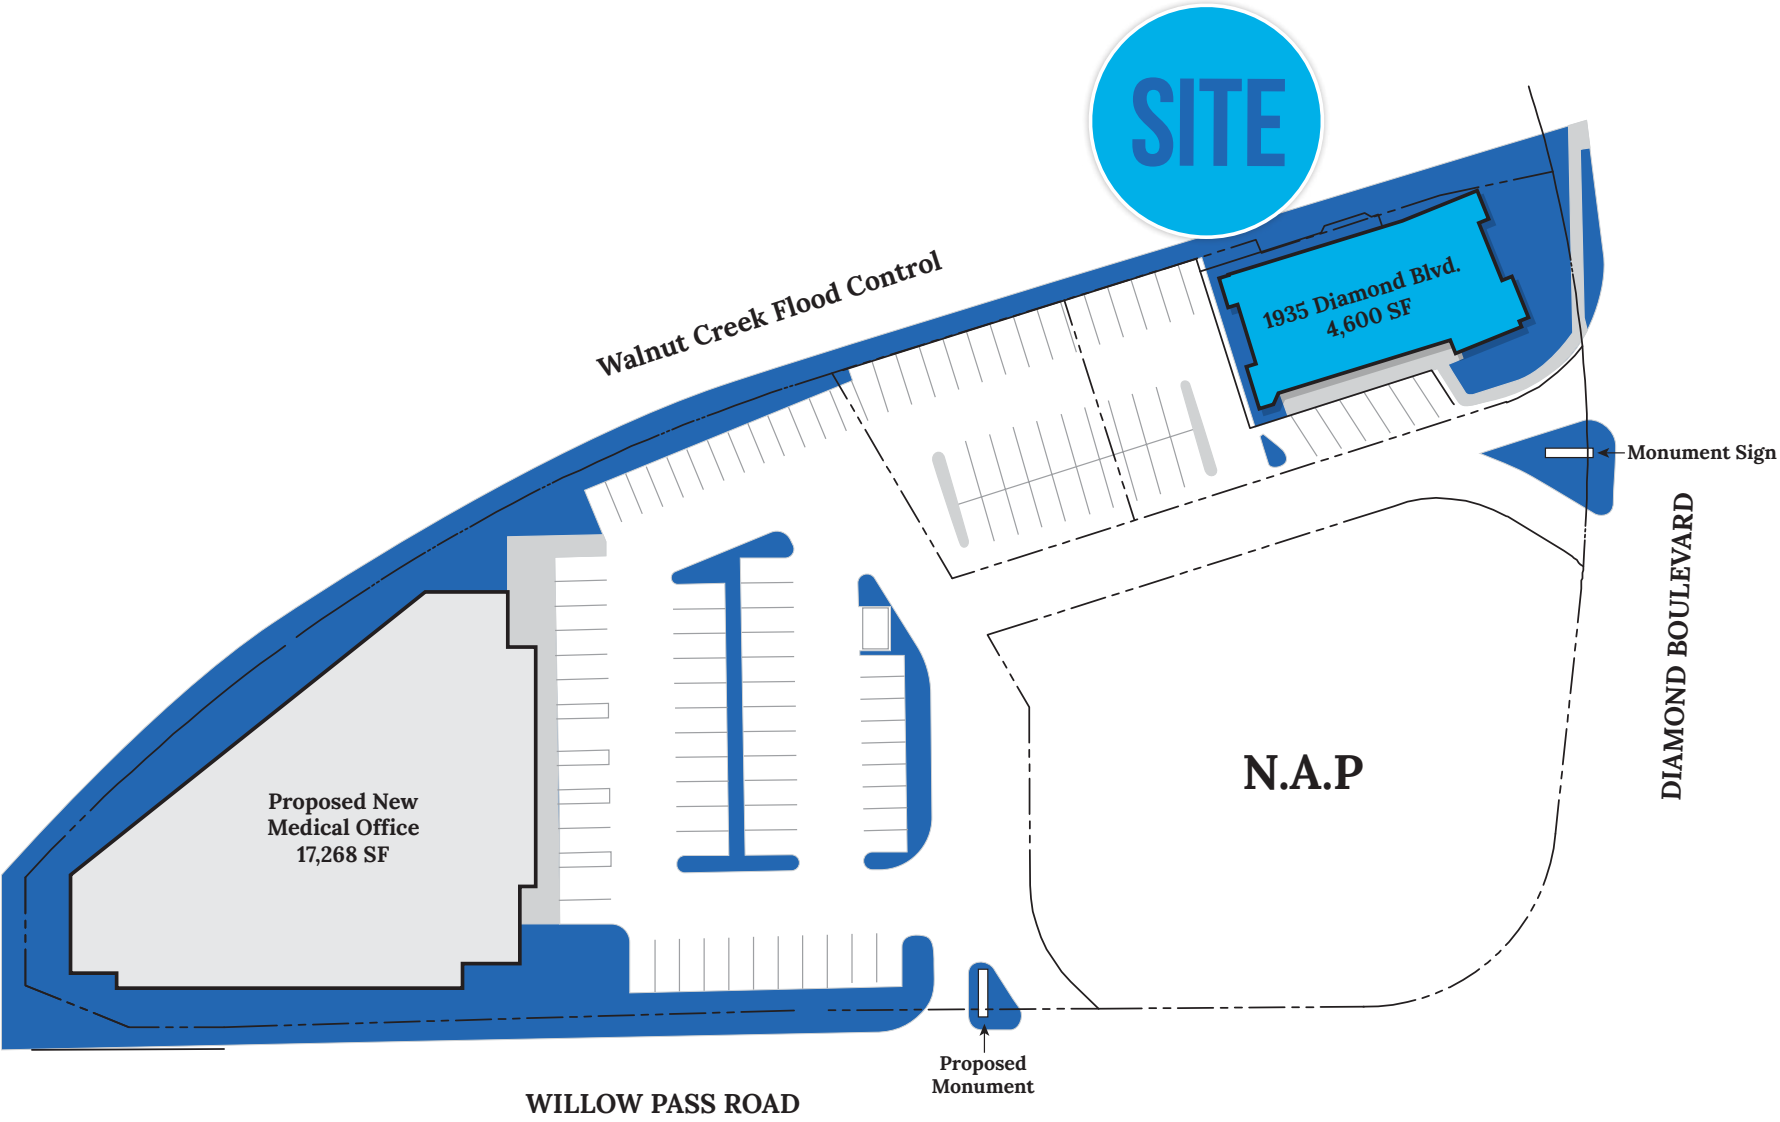 SITE
Walnut Creek Flood Control
1935 Diamond Blvd.
4,600 SF
Monument Sign
DIAMOND BOULEVARD
N.A.P
Proposed New
Medical Office
17,268 SF
Proposed
Monument
WILLOW PASS ROAD